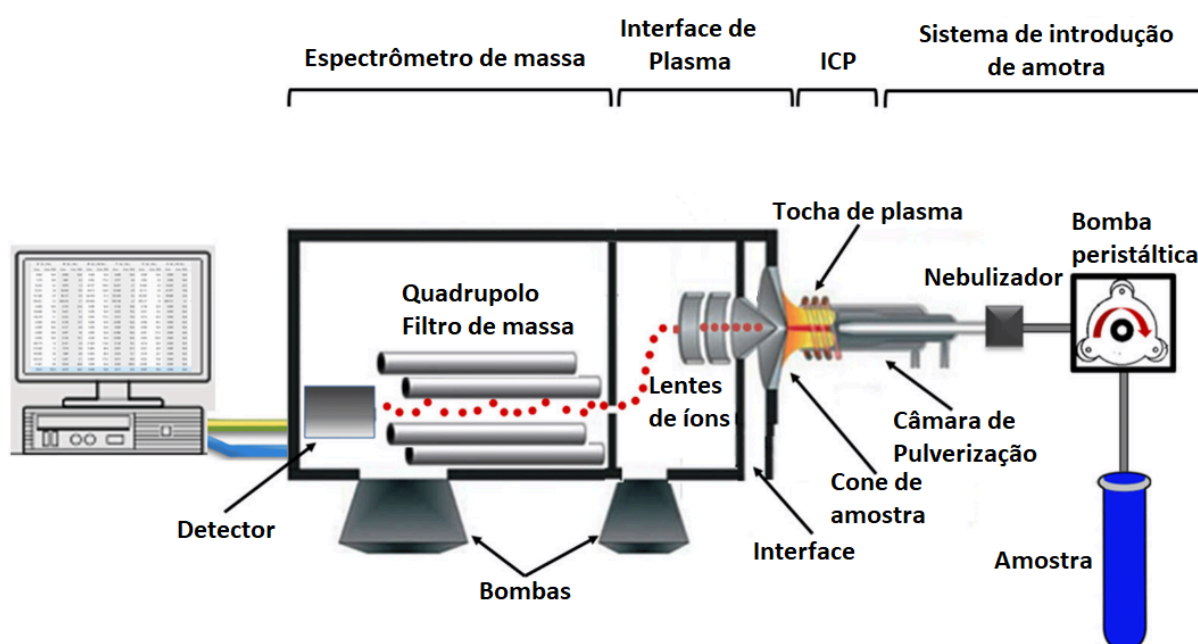 Espectrômetro de massa
Interface de
Plasma
ICP
Sistema de introdução
de amotra
Tocha de plasma
Bomba
peristáltica
Nebulizador
Quadrupolo
Filtro de massa
Lentes
de íons
Câmara de
Pulverização
Cone de
amostra
Detector
Interface
Amostra
Bombas